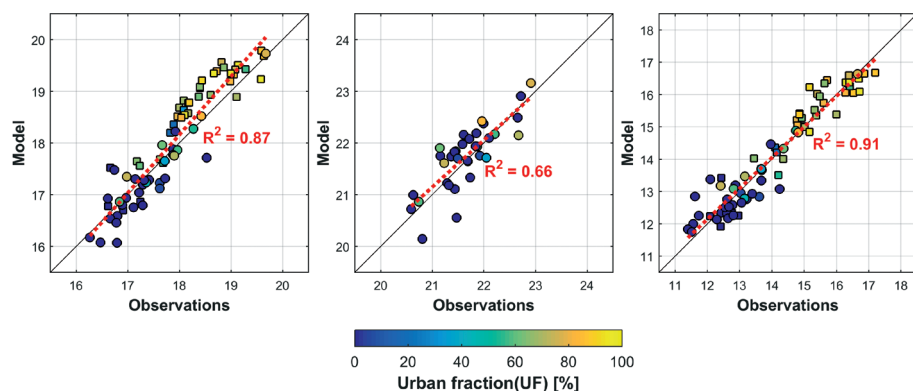 20
19
18
17
16
Model
16 17 18 19 20
Observations
R² = 0.87
24
23
22
21
20
Model
20 21 22 23 24
Observations
R² = 0.66
18
17
16
15
14
13
12
11
Model
11 12 13 14 15 16 17 18
Observations
R² = 0.91
0 20 40 60 80 100
Urban fraction(UF) [%]